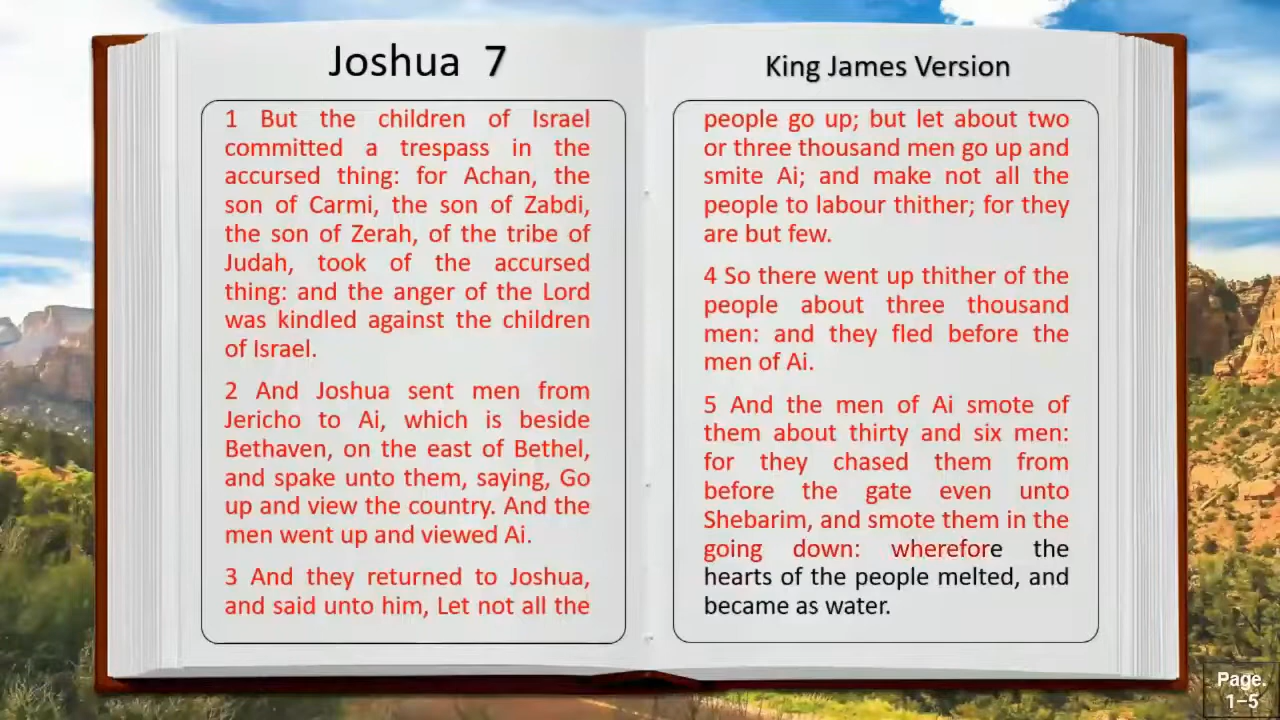 Joshua 7
1 But the children of Israel
committed a trespass in the
accursed thing: for Achan, the
son of Carmi, the son of Zabdi,
the son of Zerah, of the tribe of
Judah, took of the accursed
thing: and the anger of the Lord
was kindled against the children
of Israel.
2 And Joshua sent men from
Jericho to Ai, which is beside
Bethaven, on the east of Bethel,
and spake unto them, saying, Go
up and view the country. And the
men went up and viewed Ai.
3 And they returned to Joshua,
and said unto him, Let not all the
King James Version
people go up; but let about two
or three thousand men go up and
smite Ai; and make not all the
people to labour thither; for they
are but few.
4 So there went up thither of the
people about three thousand
men: and they fled before the
men of Ai.
5 And the men of Ai smote of
them about thirty and six men:
for they chased them from
before the gate even unto
Shebarim, and smote them in the
going down: wherefore the
hearts of the people melted, and
became as water.
Page.
1-5